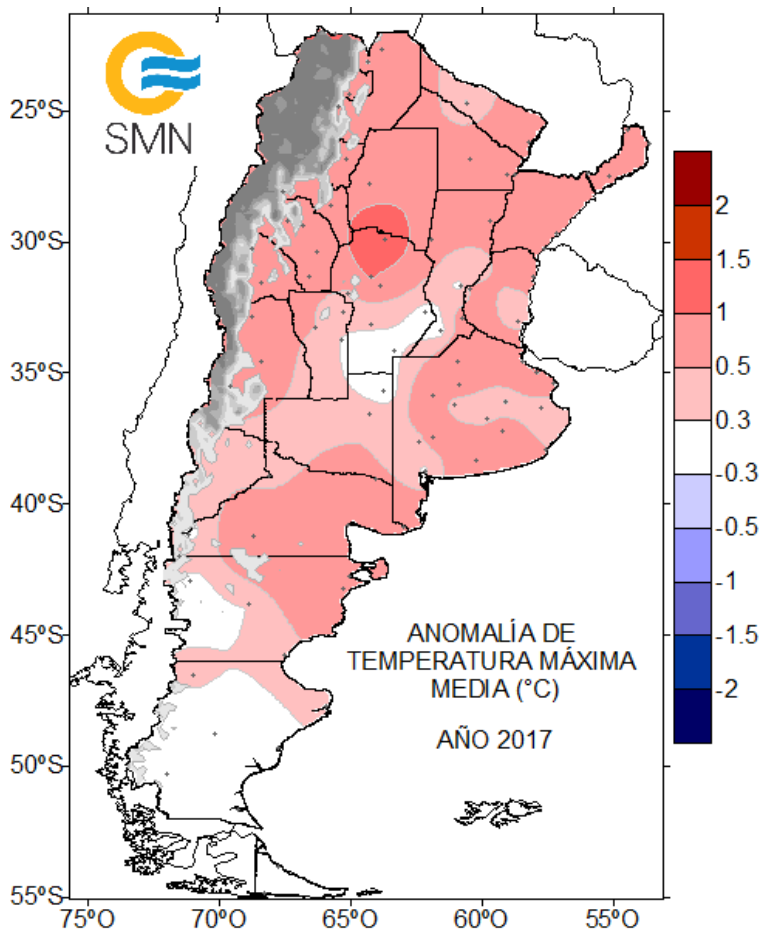 SMN
25ºS
30ºS
35ºS
40ºS
45ºS
50ºS
55ºS
75ºO
70ºO
65ºO
60ºO
55ºO
2
1.5
1
0.5
0.3
-0.3
-0.5
-1
-1.5
-2
ANOMALÍA DE
TEMPERATURA MÁXIMA
MEDIA (°C)
AÑO 2017